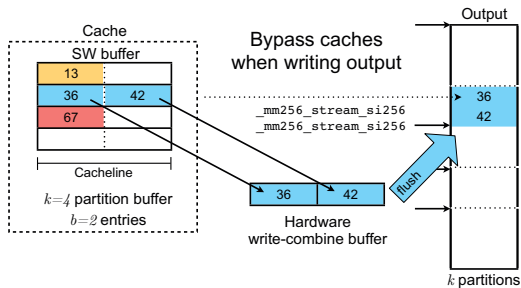 Cache
SW buffer
13
36 42
67
Cacheline
k=4 partition buffer
b=2 entries
Bypass caches
when writing output
_mm256_stream_si256
_mm256_stream_si256
36 42
Hardware
write-combine buffer
flush
Output
36
42
k partitions